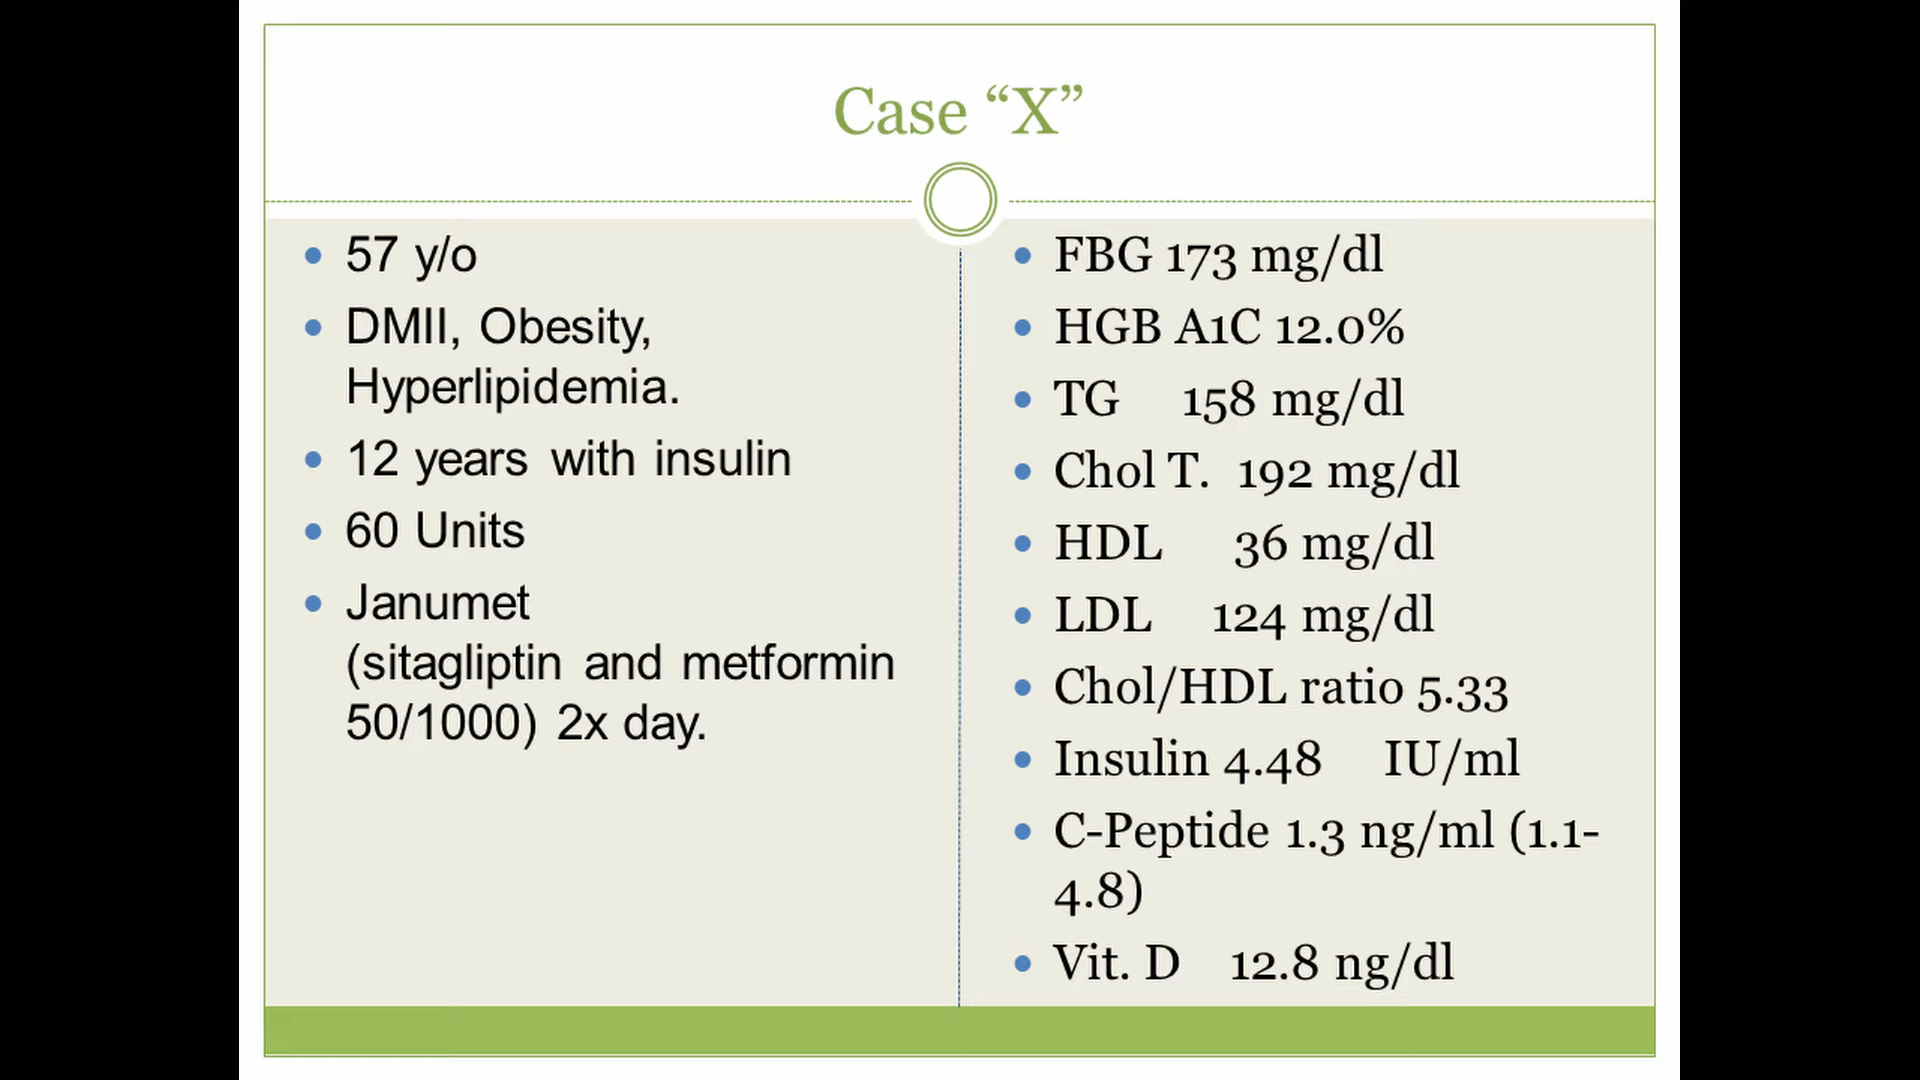 Case “X”
57 y/o
DMII, Obesity,
Hyperlipidemia.
12 years with insulin
60 Units
Janumet
(sitagliptin and metformin
50/1000) 2x day.
FBG 173 mg/dl
HGB A1C 12.0%
TG 158 mg/dl
Chol T. 192 mg/dl
HDL 36 mg/dl
LDL 124 mg/dl
Chol/HDL ratio 5.33
Insulin 4.48 IU/ml
C-Peptide 1.3 ng/ml (1.1-
4.8)
Vit. D 12.8 ng/dl